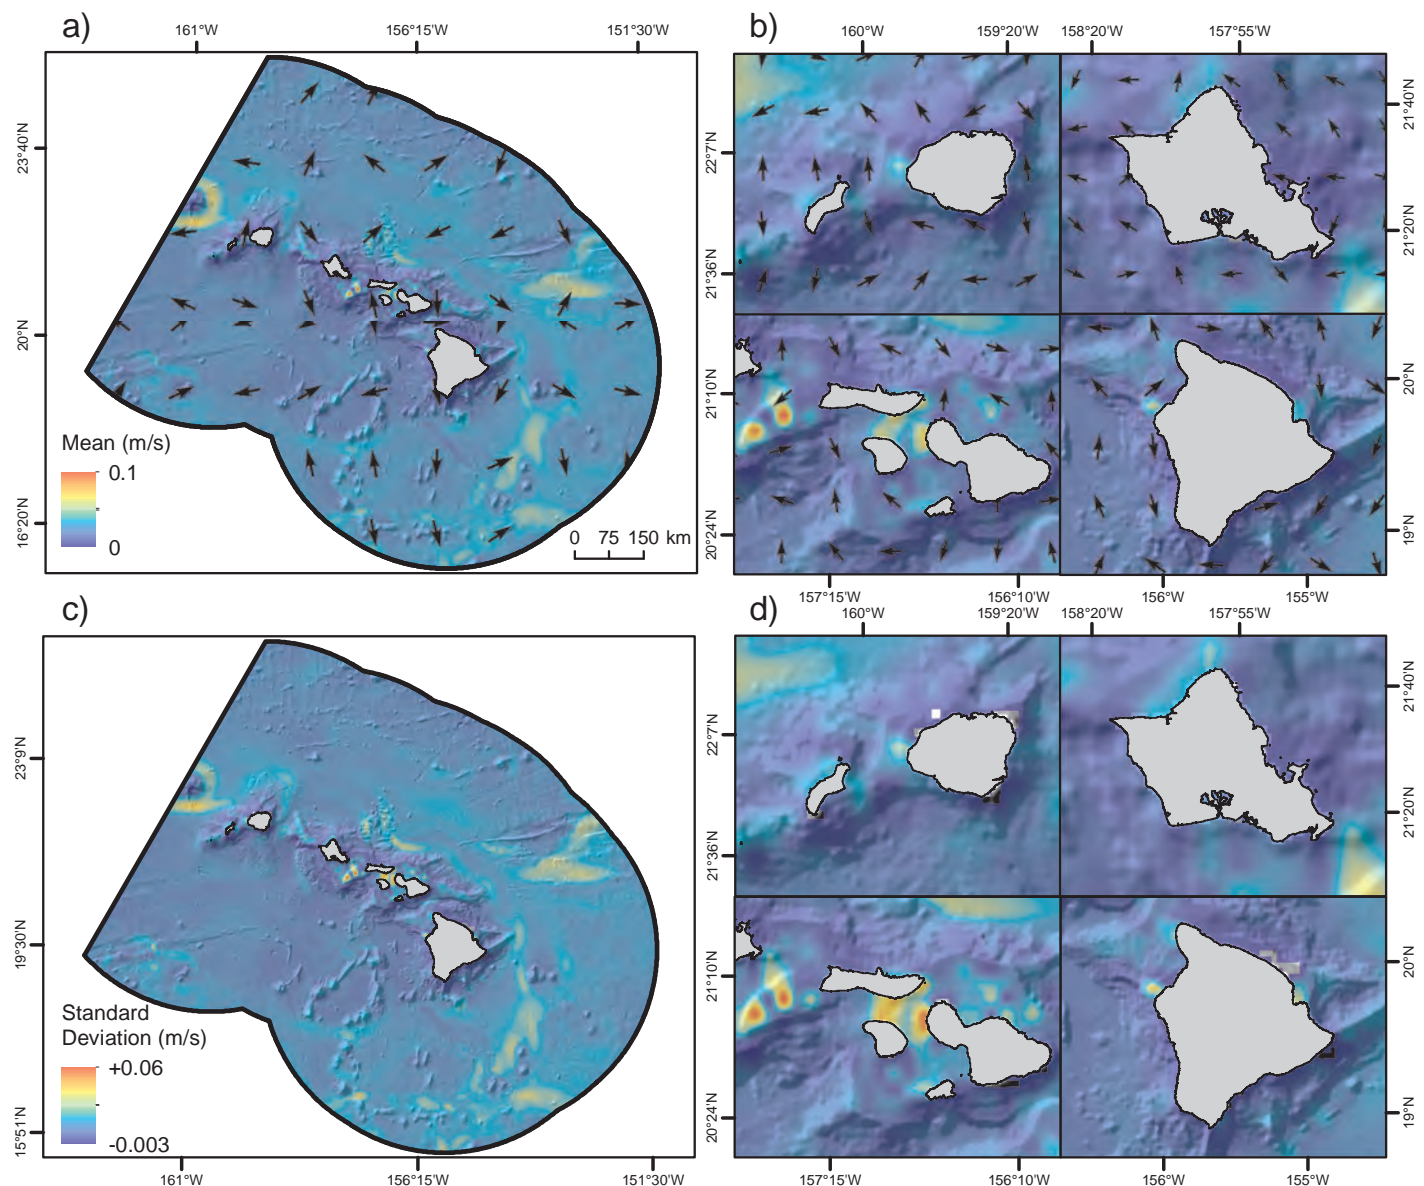 a)
161°W
156°15'W
151°30'W
23°40'N
20°N
16°20'N
Mean (m/s)
0.1
0
0 75 150 km
b)
160°W
159°20'W
158°20'W
157°55'W
22°7'N
21°36'N
21°40'N
21°20'N
21°10'N
20°24'N
20°N
19°N
157°15'W
156°10'W
156°W
155°W
c)
23°9'N
19°30'N
15°51'N
Standard
Deviation (m/s)
+0.06
-0.003
161°W
156°15'W
151°30'W
d)
160°W
159°20'W
158°20'W
157°55'W
22°7'N
21°36'N
21°40'N
21°20'N
21°10'N
20°24'N
20°N
19°N
157°15'W
156°10'W
156°W
155°W